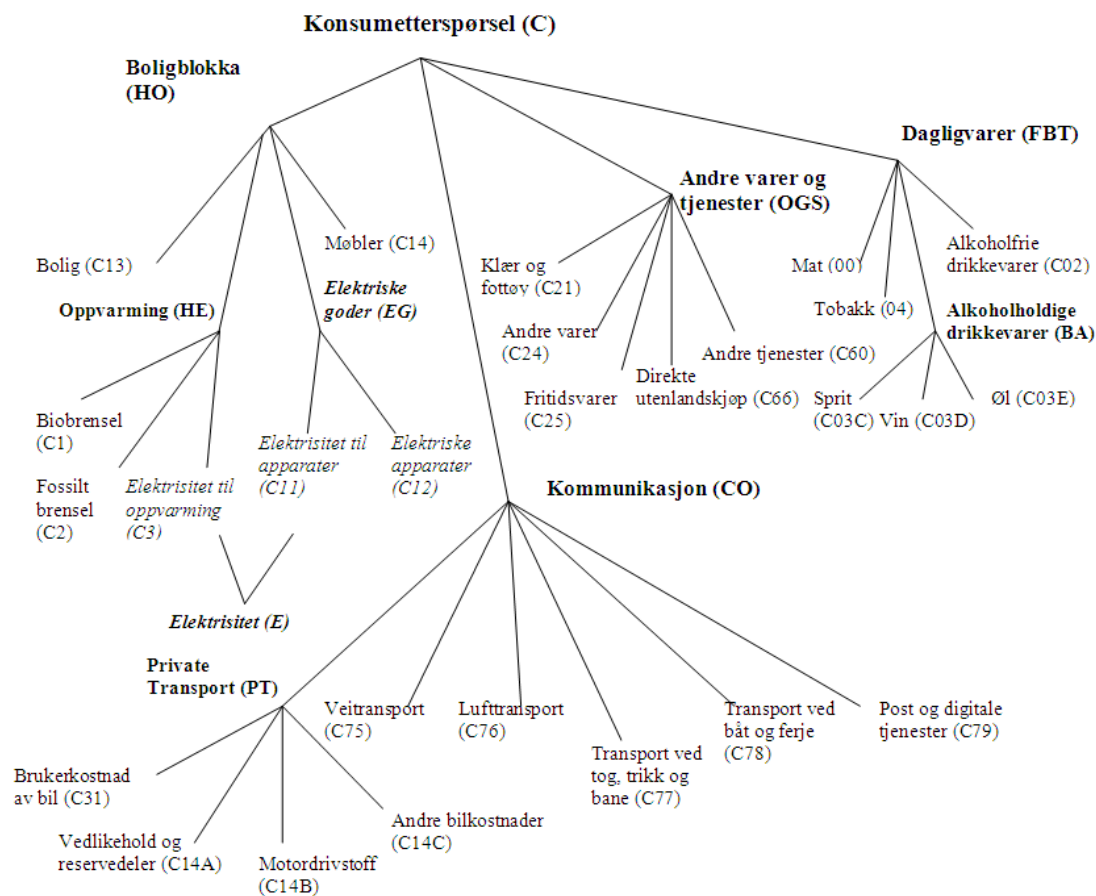 Konsumetterspørsel (C)
Boligblokka
(HO)
Dagligvarer (FBT)
Andre varer og
tjenester (OGS)
Møbler (C14)
Bolig (C13)
Klær og
fottøy (C21)
Mat (00)
Alkoholfrie
drikkevarer (C02)
Oppvarming (HE)
Elektriske
goder (EG)
Tobakk (04)
Alkoholholdige
drikkevarer (BA)
Andre varer
(C24)
Andre tjenester (C60)
Fritidsvarer
(C25)
Direkte
utenlandskjøp (C66)
Sprit
(C03C)
Vin (C03D)
Øl (C03E)
Biobrensel
(C1)
Elektrisitet til
apparater
(C11)
Elektriske
apparater
(C12)
Fossilt
brensel
(C2)
Elektrisitet til
oppvarming
(C3)
Kommunikasjon (CO)
Elektrisitet (E)
Private
Transport (PT)
Veitransport
(C75)
Lufttransport
(C76)
Transport ved
tog, trikk og
bane (C77)
Transport ved
båt og ferje
(C78)
Post og digitale
tjenester (C79)
Brukerkostnad
av bil (C31)
Vedlikehold og
reservedeler (C14A)
Motordrivstoff
(C14B)
Andre bilkostnader
(C14C)